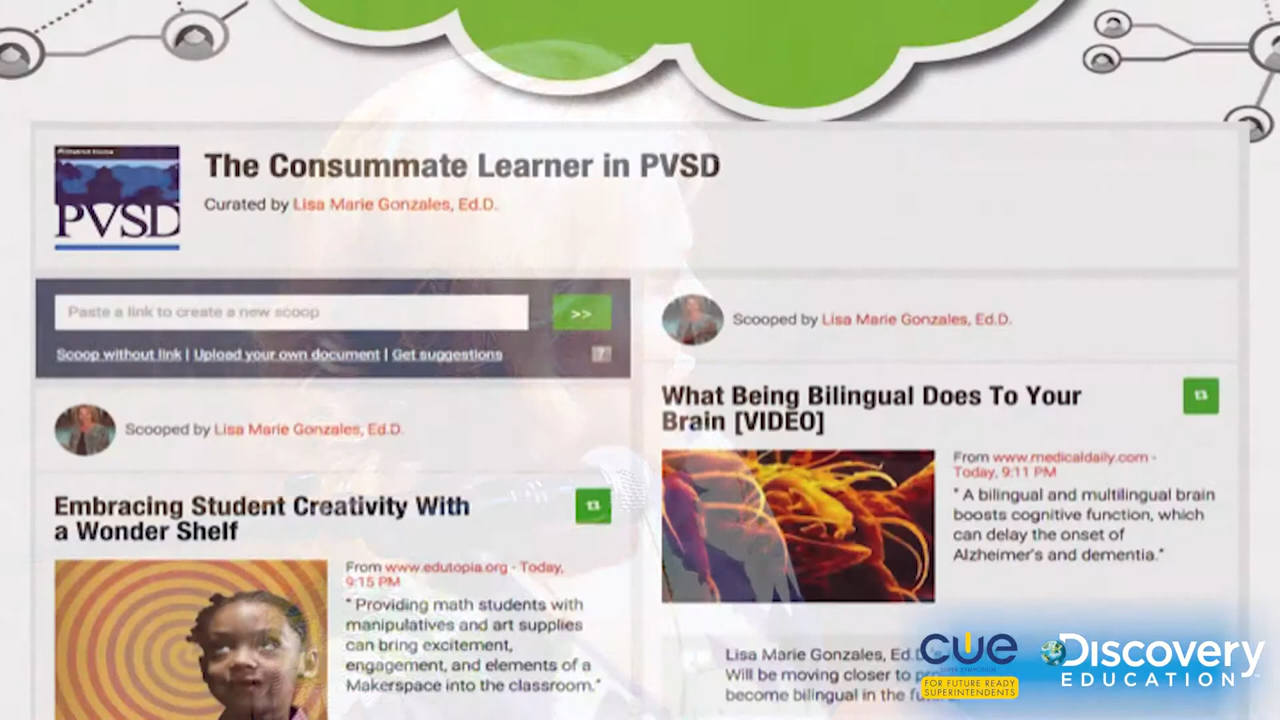 The Consummate Learner in PVSD
Curated by Lisa Marie Gonzales, Ed.D.
PVSD
Paste a link to create a new scoop
>>
Scoop without link | Upload your own document | Get suggestions
?
Scooped by Lisa Marie Gonzales, Ed.D.
Embracing Student Creativity With
a Wonder Shelf
From www.edutopia.org - Today,
9:15 PM
"Providing math students with
manipulatives and art supplies
can bring excitement,
engagement, and elements of a
Makerspace into the classroom."
Scooped by Lisa Marie Gonzales, Ed.D.
What Being Bilingual Does To Your
Brain [VIDEO]
From www.medicaldaily.com -
Today, 9:11 PM
"A bilingual and multilingual brain
boosts cognitive function, which
can delay the onset of
Alzheimer's and dementia."
Lisa Marie Gonzales, Ed.D.
Will be moving closer to
become bilingual in the
CUE
SUPER SYMPOSIUM
FOR FUTURE READY
SUPERINTENDENTS
Discovery
EDUCATION